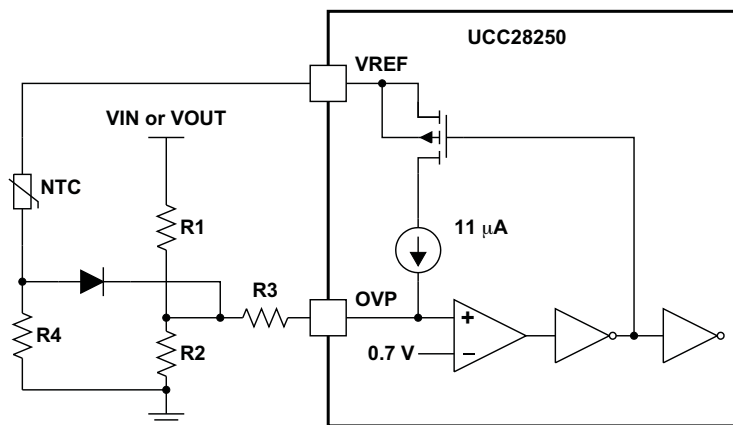 UCC28250
VREF
VIN or VOUT
NTC
R1
11 μA
R3
OVP
R4
R2
0.7 V
+
−